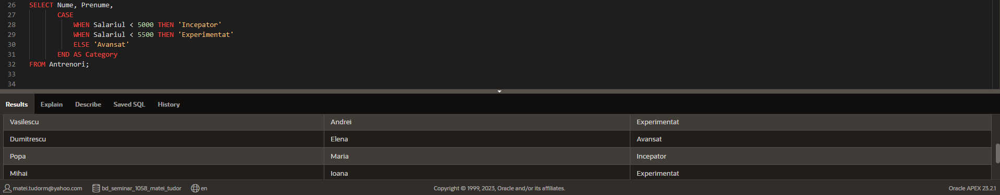 26 SELECT Nume, Prenume,
27 CASE
28 WHEN Salariul < 5000 THEN 'Incepator'
29 WHEN Salariul < 5500 THEN 'Experimentat'
30 ELSE 'Avansat'
31 END AS Category
32 FROM Antrenori;
33
34
Results Explain Describe Saved SQL History
Vasilescu Andrei Experimentat
Dumitrescu Elena Avansat
Popa Maria Incepator
Mihai Ioana Experimentat
matei.tudorm@yahoo.com bd_seminar_1058_matei_tudor en Copyright © 1999, 2023, Oracle and/or its affiliates. Oracle APEX 23.2.1